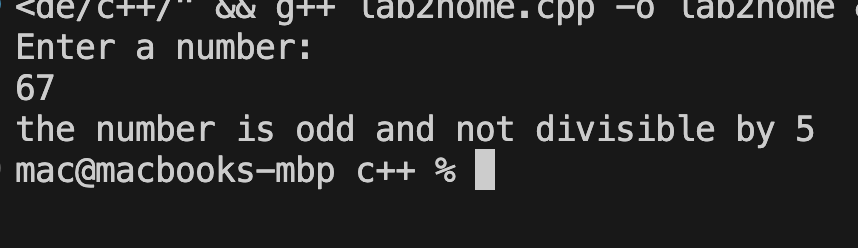 <de/c++/" && g++ lab2home.cpp -o lab2home
Enter a number:
67
the number is odd and not divisible by 5
mac@macbooks-mbp c++ %